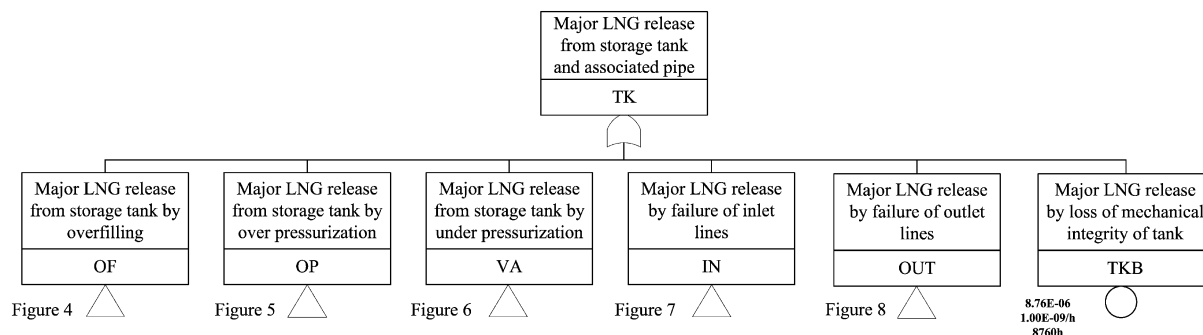 Major LNG release
from storage tank
and associated pipe
TK
Major LNG release
from storage tank by
overfilling
OF
Figure 4
Major LNG release
from storage tank by
over pressurization
OP
Figure 5
Major LNG release
from storage tank by
under pressurization
VA
Figure 6
Major LNG release
by failure of inlet
lines
IN
Figure 7
Major LNG release
by failure of outlet
lines
OUT
Figure 8
Major LNG release
by loss of mechanical
integrity of tank
TKB
8.76E-06
1.00E-09/h
8760h